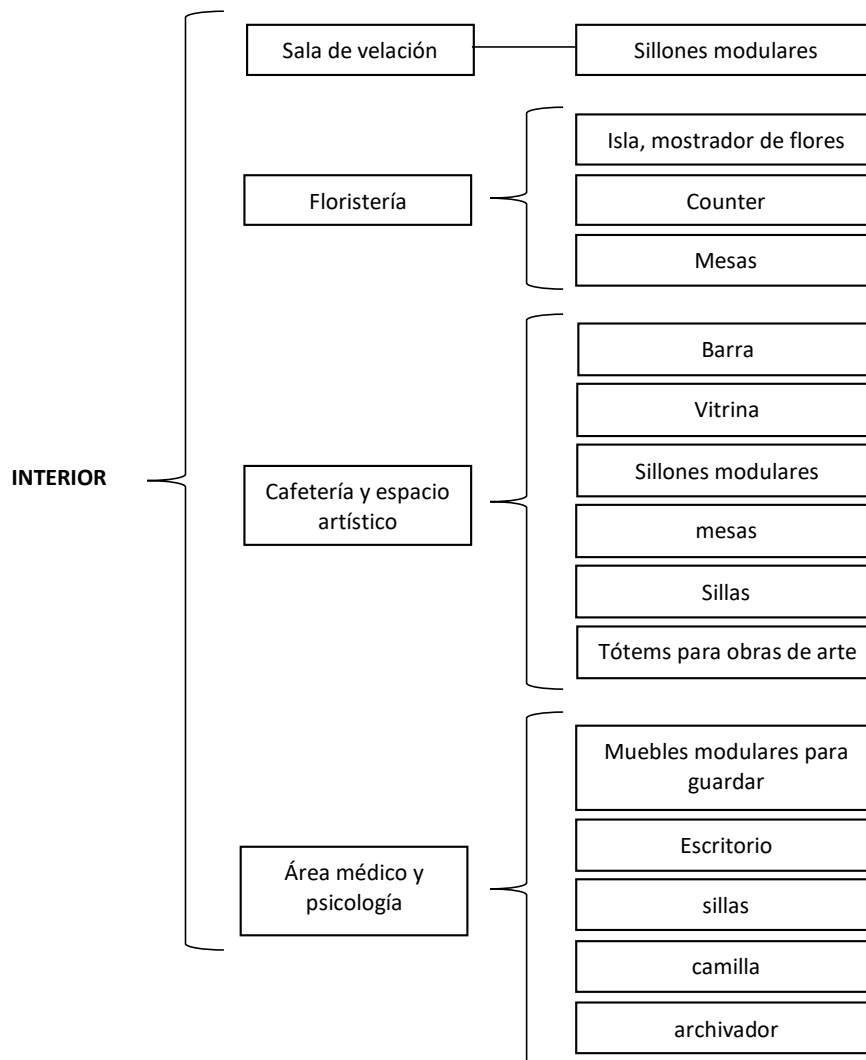 INTERIOR
Sala de velación
Sillones modulares
Floristería
Isla, mostrador de flores
Counter
Mesas
Cafetería y espacio
artístico
Barra
Vitrina
Sillones modulares
mesas
Sillas
Tótems para obras de arte
Área médico y
psicología
Muebles modulares para
guardar
Escritorio
sillas
camilla
archivador